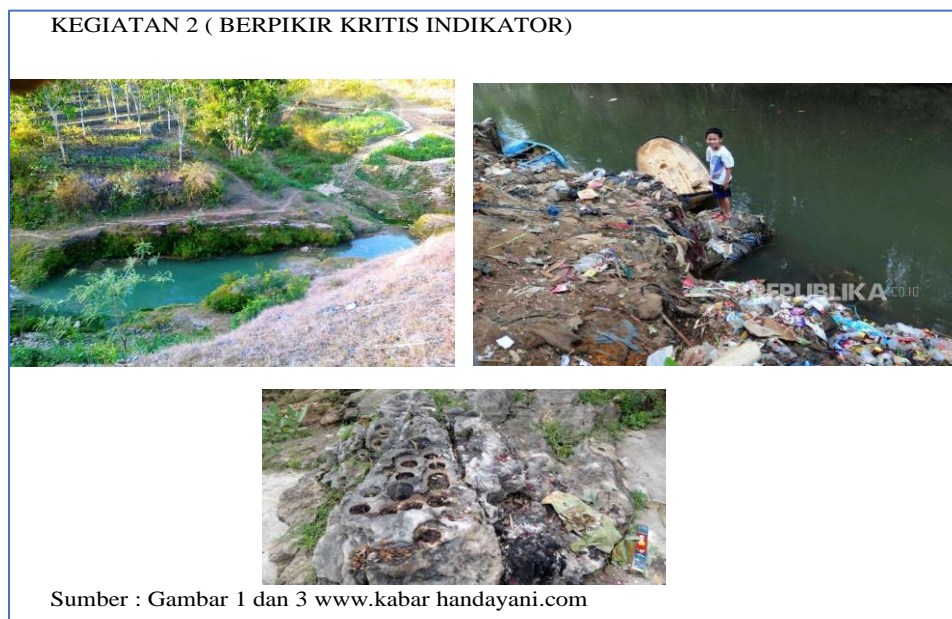 KEGIATAN 2 ( BERPIKIR KRITIS INDIKATOR)
REPUBLIKA.CO.ID
Sumber : Gambar 1 dan 3 www.kabar handayani.com